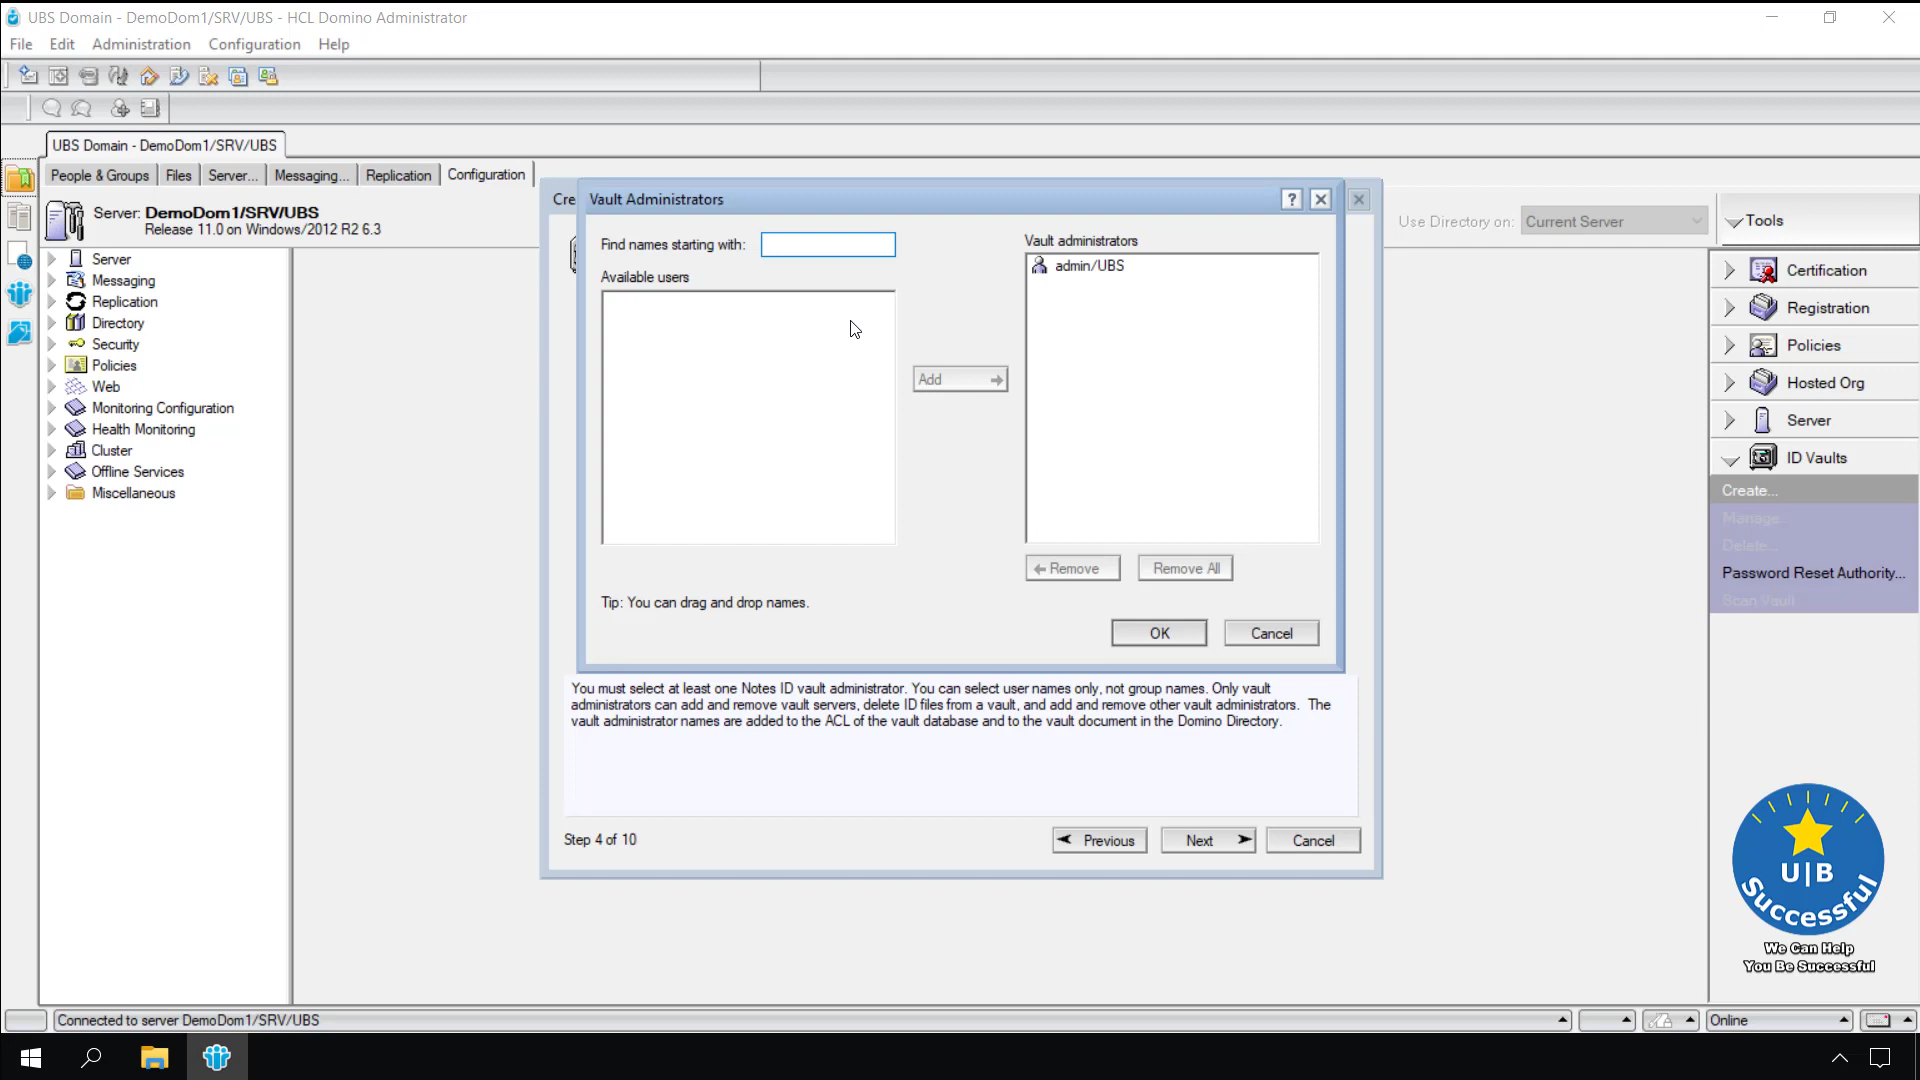 UBS Domain - DemoDom1/SRV/UBS - HCL Domino Administrator
File Edit Administration Configuration Help
UBS Domain - DemoDom1/SRV/UBS
People & Groups Files Server... Messaging... Replication Configuration
Server: DemoDom1/SRV/UBS
Release 11.0 on Windows/2012 R2 6.3
Use Directory on: Current Server
Tools
Server
Messaging
Replication
Directory
Security
Policies
Web
Monitoring Configuration
Health Monitoring
Cluster
Offline Services
Miscellaneous
Cre
Vault Administrators
?
Find names starting with:
Available users
Add
Vault administrators
admin/UBS
Remove Remove All
Tip: You can drag and drop names.
OK Cancel
You must select at least one Notes ID vault administrator. You can select user names only, not group names. Only vault
administrators can add and remove vault servers, delete ID files from a vault, and add and remove other vault administrators. The
vault administrator names are added to the ACL of the vault database and to the vault document in the Domino Directory.
Step 4 of 10
Previous Next Cancel
Certification
Registration
Policies
Hosted Org
Server
ID Vaults
Create...
Manage...
Delete...
Password Reset Authority...
Scan Vault
U|B
Successful
We Can Help
You Be Successful
Connected to server DemoDom1/SRV/UBS
Online